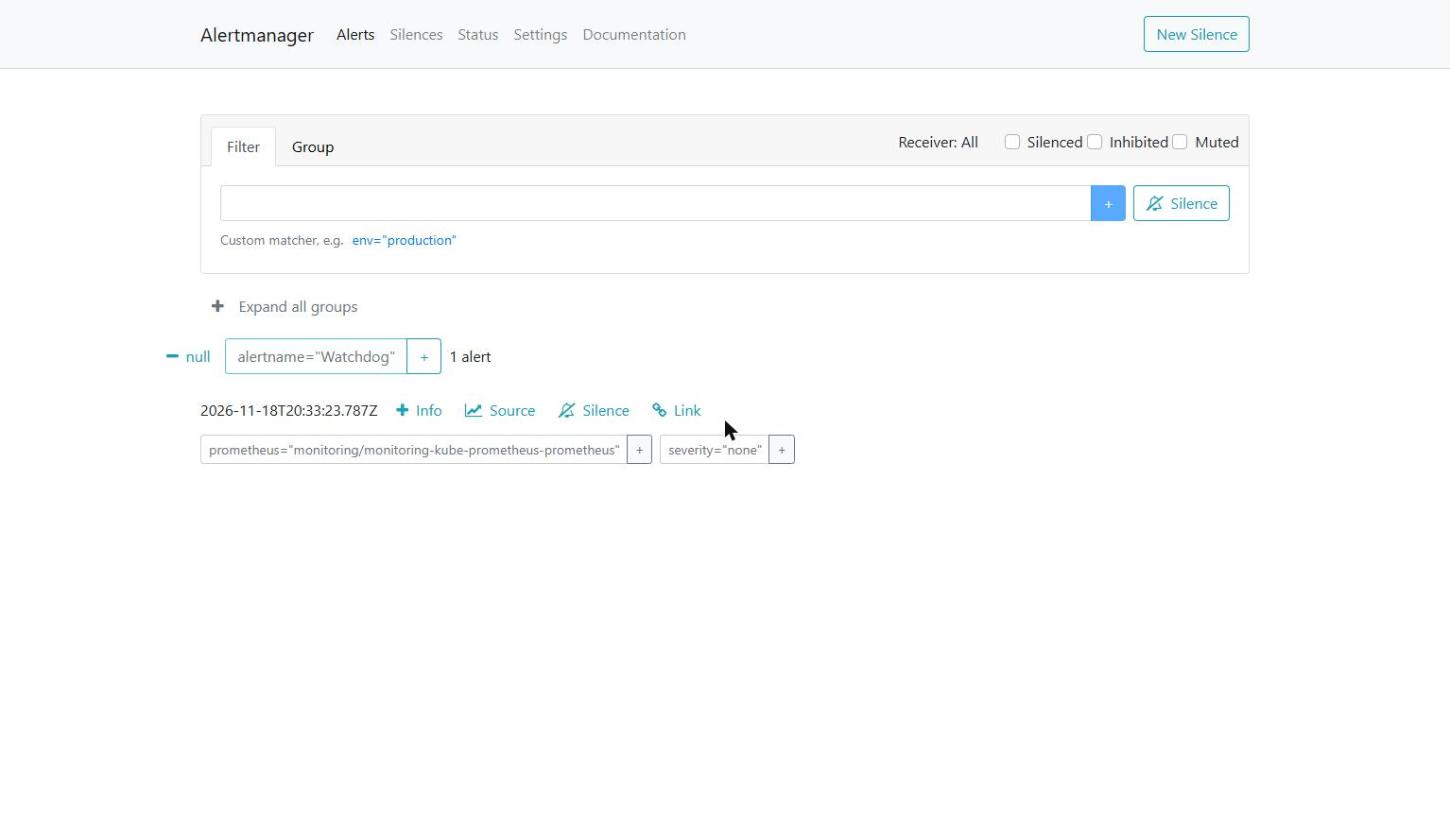 Alertmanager Alerts Silences Status Settings Documentation New Silence
Filter Group Receiver: All Silenced Inhibited Muted
+ Silence
Custom matcher, e.g. env="production"
+ Expand all groups
− null alertname="Watchdog" + 1 alert
2026-11-18T20:33:23.787Z + Info Source Silence Link
prometheus="monitoring/monitoring-kube-prometheus-prometheus" + severity="none" +